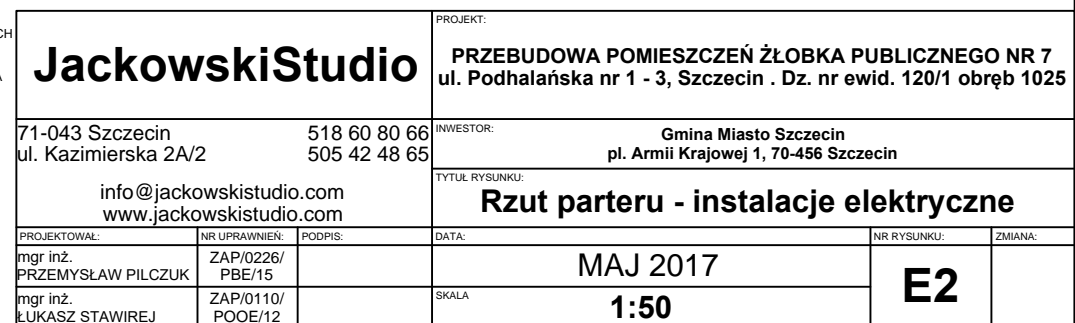 CH
A
JackowskiStudio
PROJEKT:
PRZEBUDOWA POMIESZCZEŃ ŻŁOBKA PUBLICZNEGO NR 7
ul. Podhalańska nr 1 - 3, Szczecin . Dz. nr ewid. 120/1 obręb 1025
71-043 Szczecin 518 60 80 66
ul. Kazimierska 2A/2 505 42 48 65
info@jackowskistudio.com
www.jackowskistudio.com
INWESTOR:
Gmina Miasto Szczecin
pl. Armii Krajowej 1, 70-456 Szczecin
TYTUŁ RYSUNKU:
Rzut parteru - instalacje elektryczne
PROJEKTOWAŁ: NR UPRAWNIEŃ: PODPIS: DATA: NR RYSUNKU: ZMIANA:
mgr inż.
PRZEMYSŁAW PILCZUK
ZAP/0226/
PBE/15
MAJ 2017
E2
mgr inż.
ŁUKASZ STAWIREJ
ZAP/0110/
POOE/12
SKALA
1:50